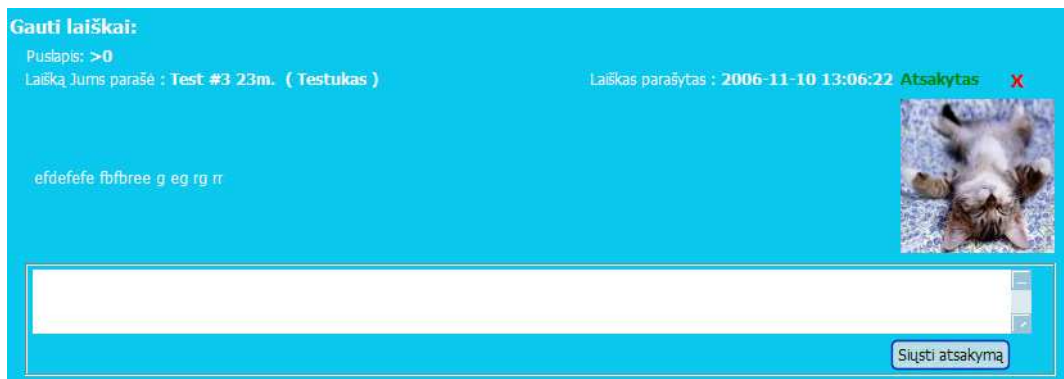 Gauti laiškai:
Puslapis: >0
Laišką Jums parašė : Test #3 23m. ( Testukas ) Laiškas parašytas : 2006-11-10 13:06:22 Atsakytas X
efdefefe fbfbree g eg rg rr
Siųsti atsakymą